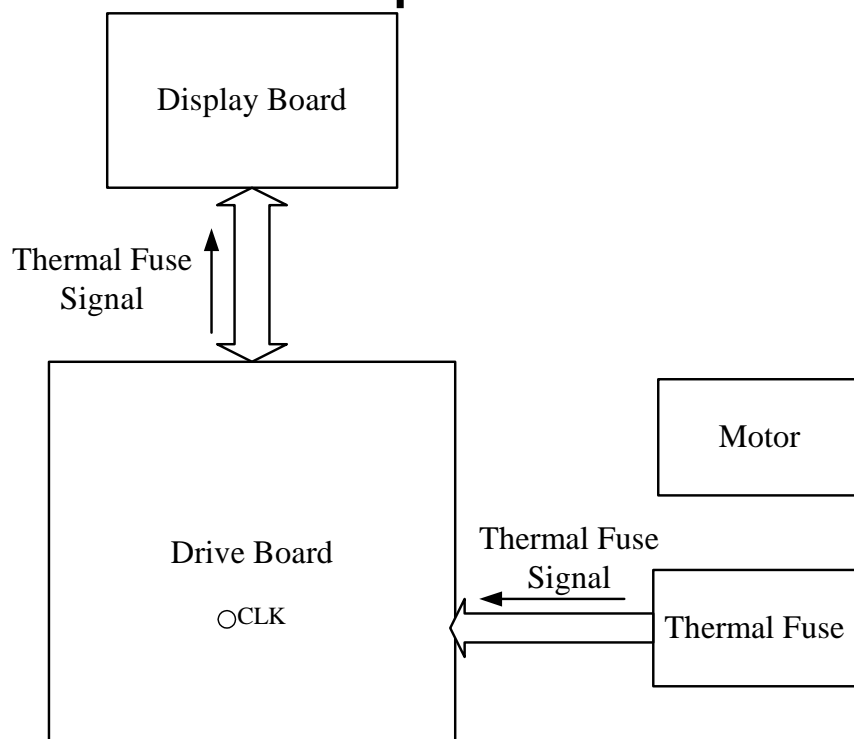 Display Board
Thermal Fuse
Signal
Motor
Drive Board
CLK
Thermal Fuse
Signal
Thermal Fuse